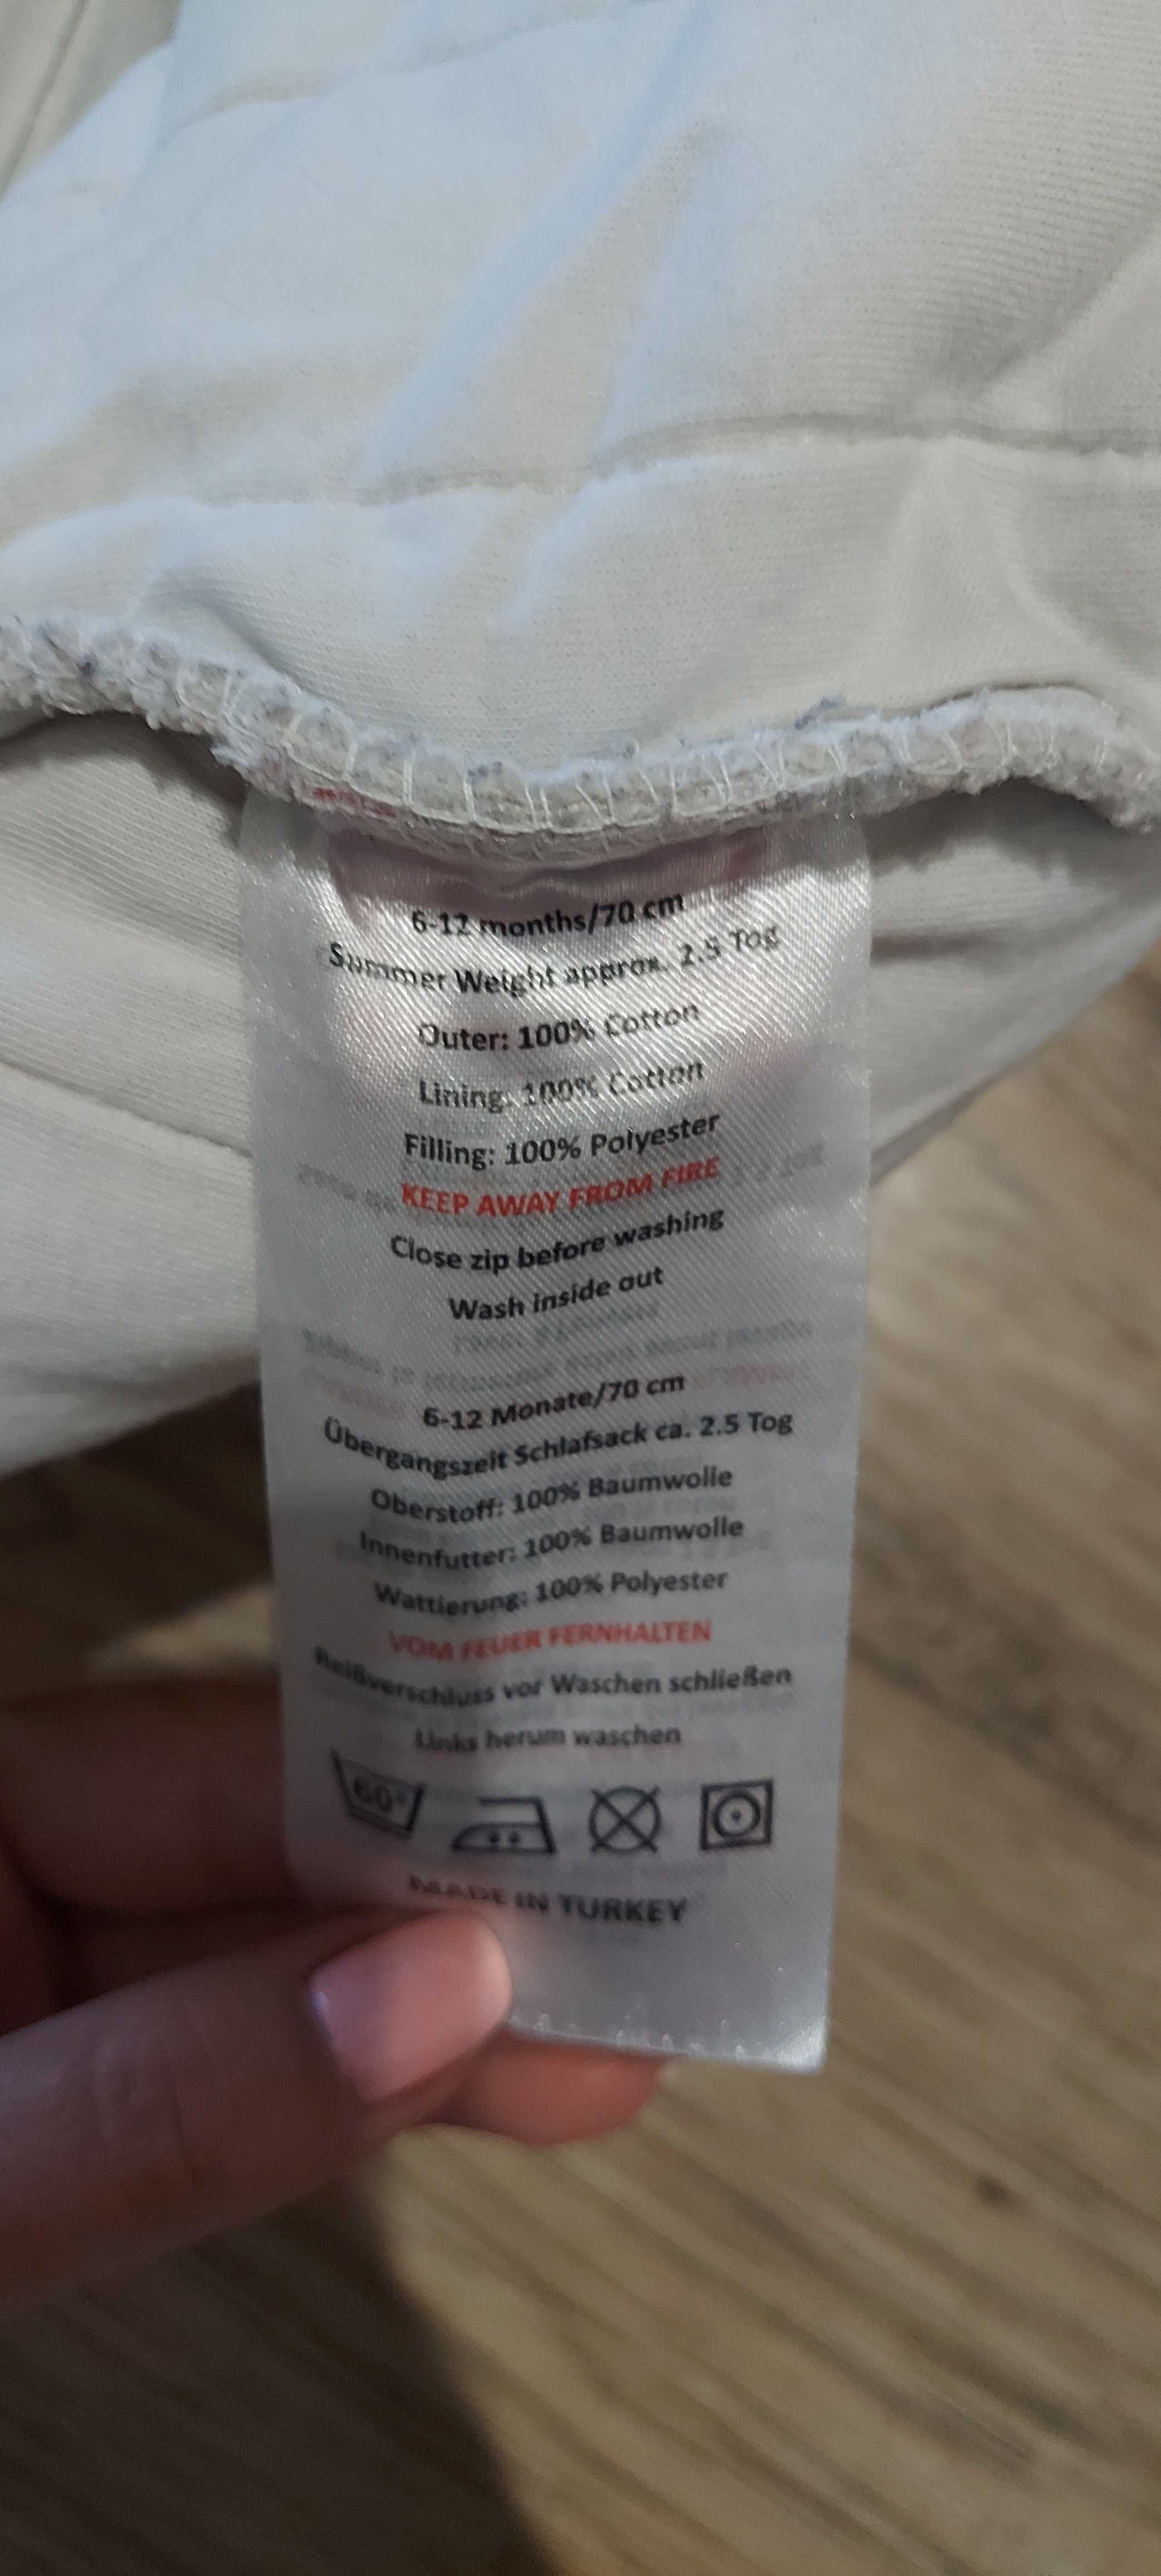 6-12 months/70 cm
Summer Weight approx. 2.5 Tog
Outer: 100% Cotton
Lining: 100% Cotton
Filling: 100% Polyester
KEEP AWAY FROM FIRE
Close zip before washing
Wash inside out
6-12 Monate/70 cm
Übergangszeit Schlafsack ca. 2.5 Tog
Oberstoff: 100% Baumwolle
Innenfutter: 100% Baumwolle
Wattierung: 100% Polyester
VOM FEUER FERNHALTEN
Reißverschluss vor Waschen schließen
Links herum waschen
60°
MADE IN TURKEY